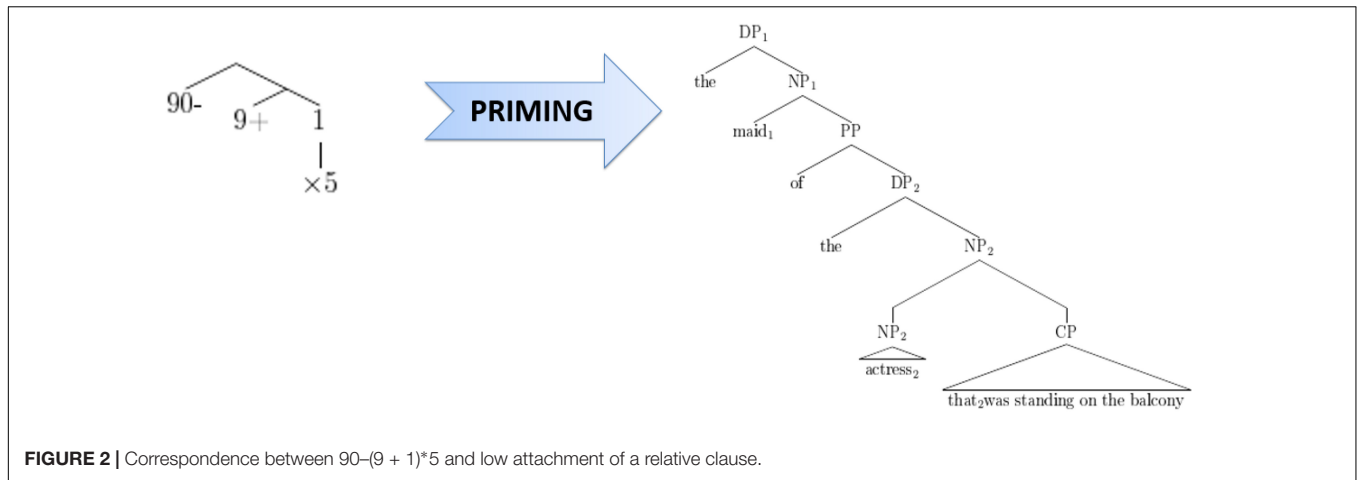 DP₁
the NP₁
90-
9+ 1
PRIMING
maid₁ PP
×5
of DP₂
the NP₂
NP₂ CP
actress₂
that₂was standing on the balcony
FIGURE 2 | Correspondence between 90–(9 + 1)*5 and low attachment of a relative clause.